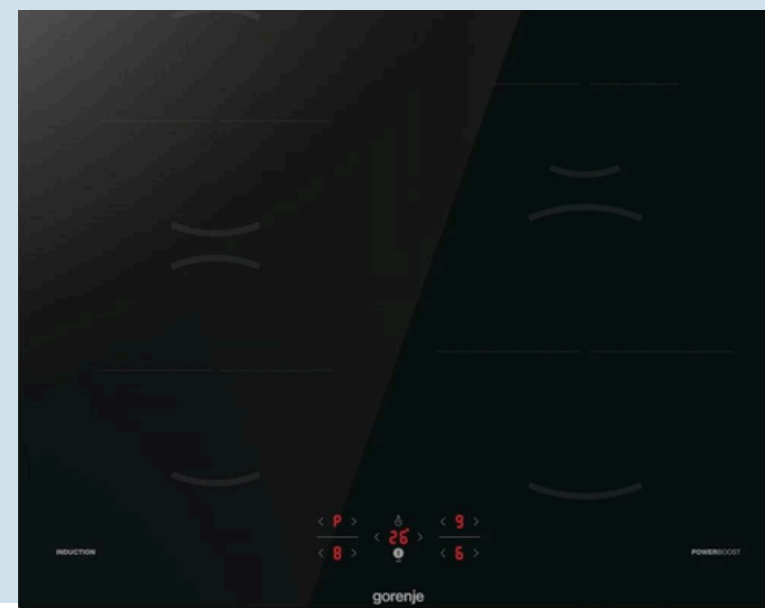 < P > < 9 >
< 26 >
< 8 > < 6 >
INDUCTION
POWERBOOST
gorenje